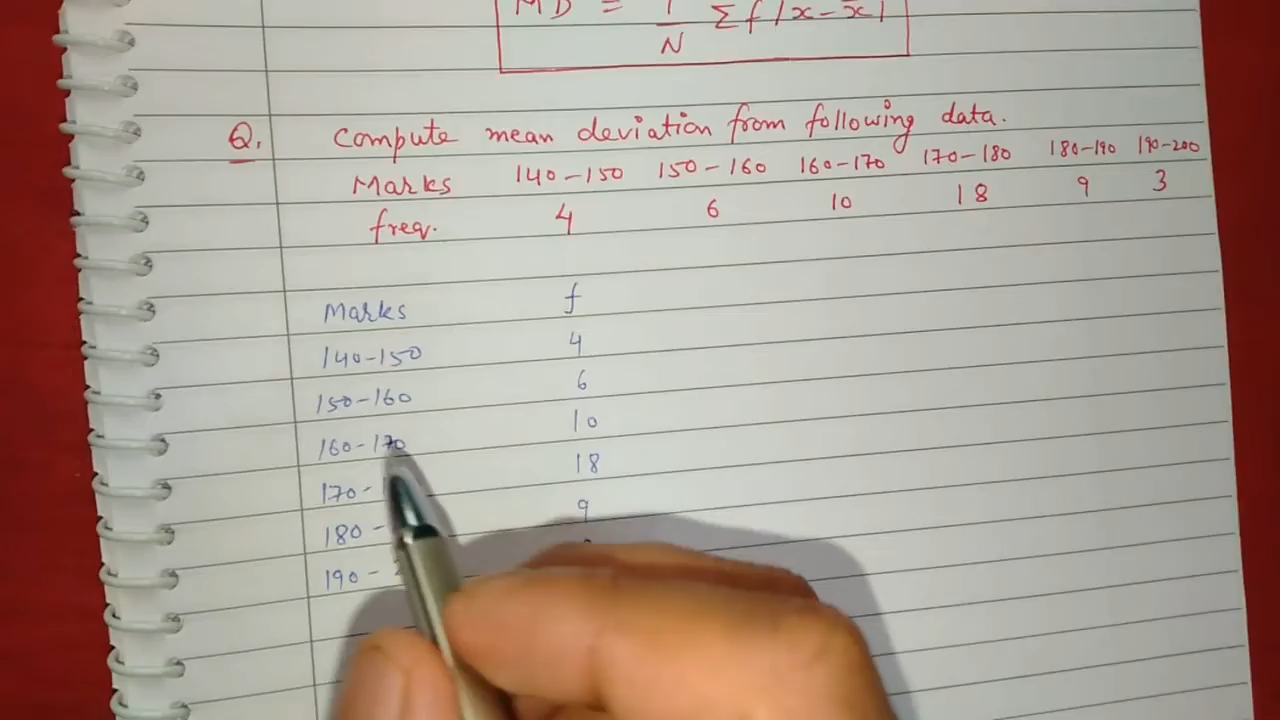 MD = 1/N Σf|x-x̄|
Q. Compute mean deviation from following data.
Marks 140-150 150-160 160-170 170-180 180-190 190-200
freq. 4 6 10 18 9 3
Marks f
140-150 4
150-160 6
160-170 10
170- 18
180- 9
190-